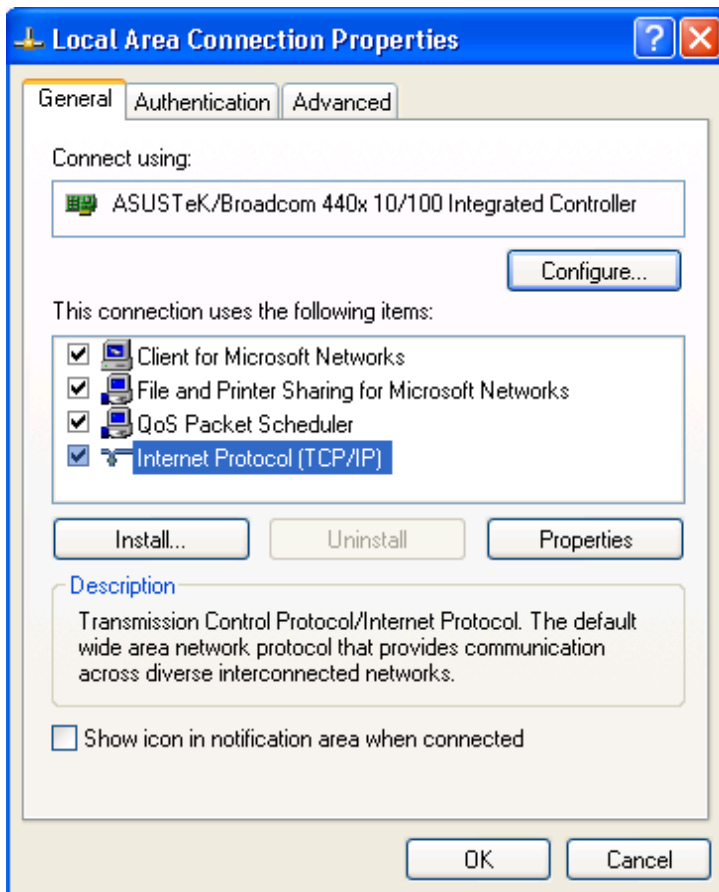 Local Area Connection Properties
General Authentication Advanced
Connect using:
ASUSTeK/Broadcom 440x 10/100 Integrated Controller
Configure...
This connection uses the following items:
Client for Microsoft Networks
File and Printer Sharing for Microsoft Networks
QoS Packet Scheduler
Internet Protocol (TCP/IP)
Install... Uninstall Properties
Description
Transmission Control Protocol/Internet Protocol. The default
wide area network protocol that provides communication
across diverse interconnected networks.
Show icon in notification area when connected
OK Cancel